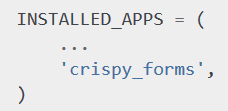 INSTALLED_APPS = (
    ...
    'crispy_forms',
)